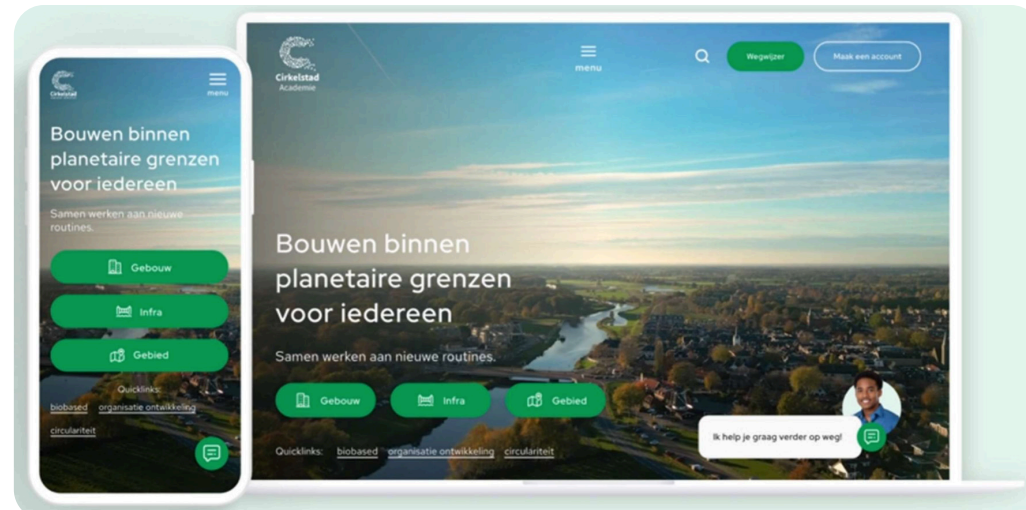 Cirkelstad
menu
Bouwen binnen
planetaire grenzen
voor iedereen
Samen werken aan nieuwe
routines.
Gebouw
Infra
Gebied
Quicklinks:
biobased organisatie ontwikkeling
circulariteit
Cirkelstad
Academie
menu
Wegwijzer
Maak een account
Bouwen binnen
planetaire grenzen
voor iedereen
Samen werken aan nieuwe routines.
Gebouw Infra Gebied
Quicklinks: biobased organisatie ontwikkeling circulariteit
Ik help je graag verder op weg!